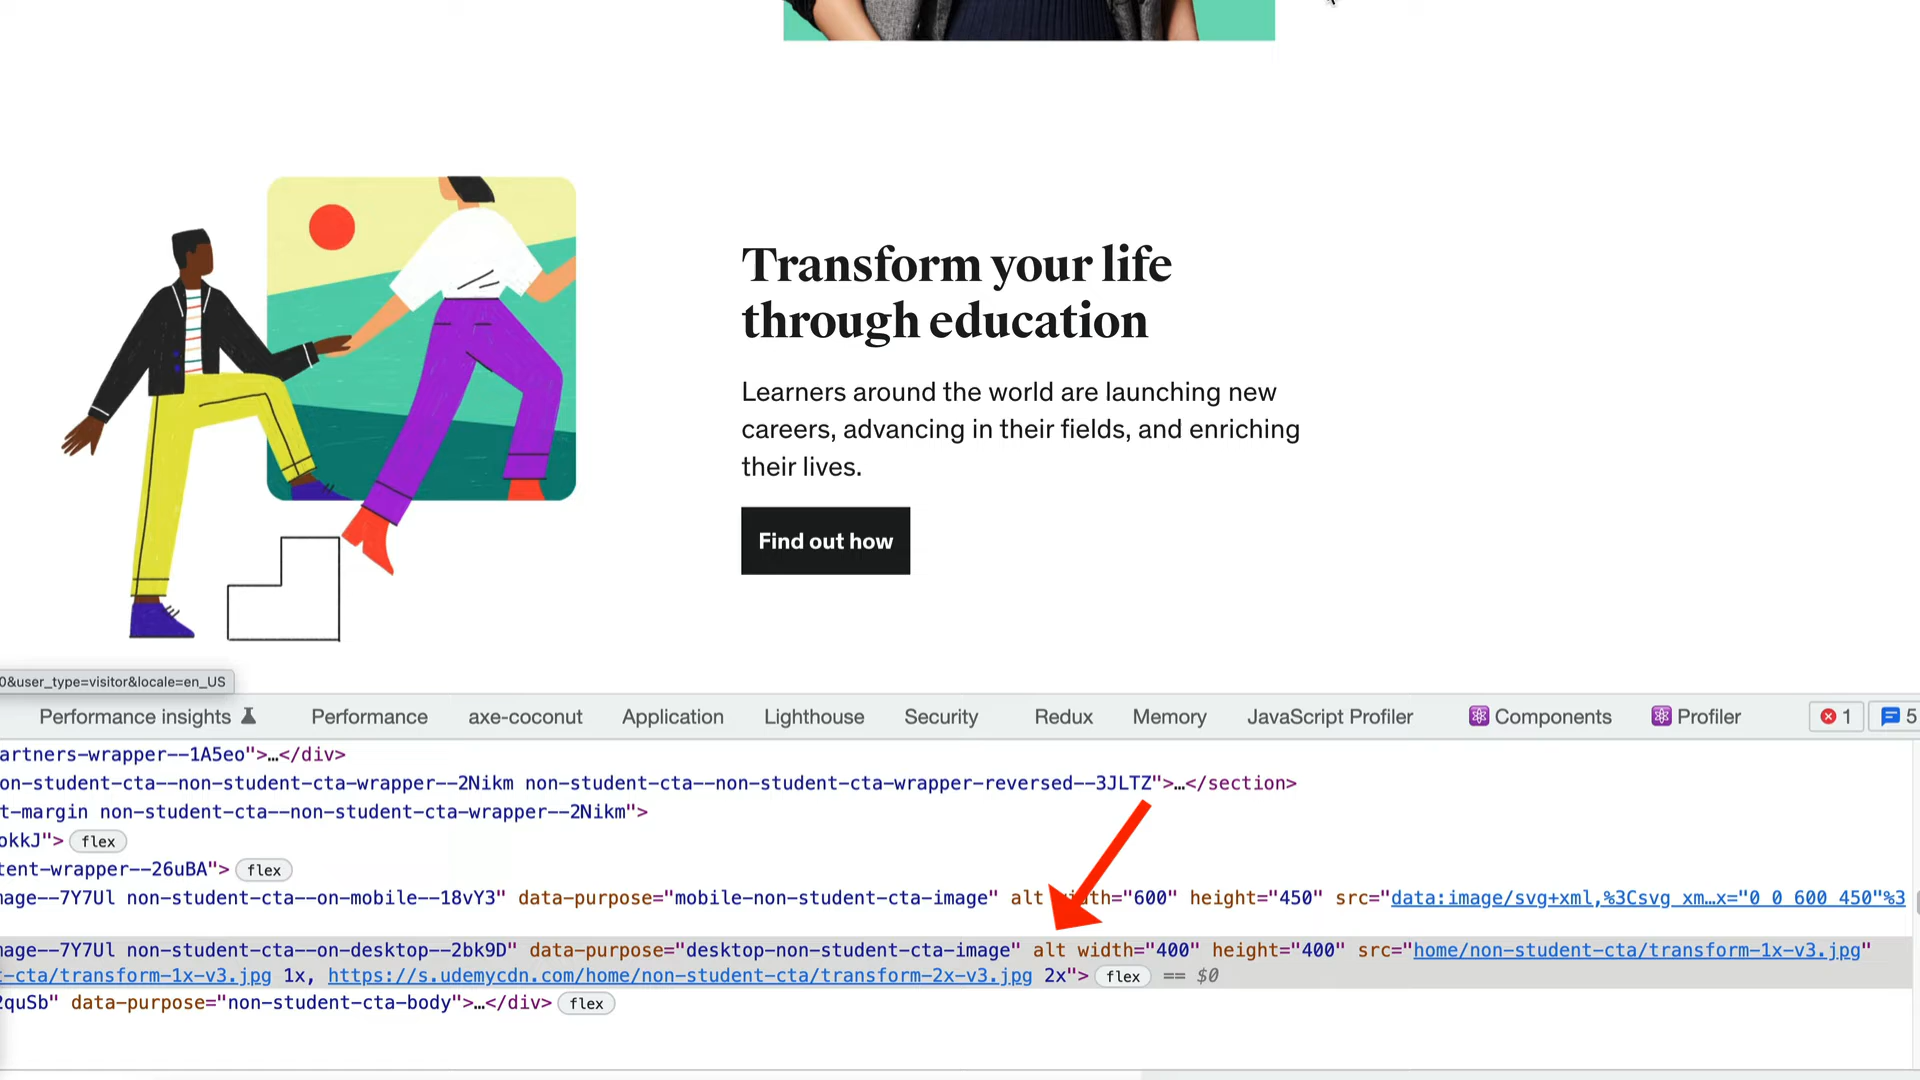 Transform your life
through education
Learners around the world are launching new
careers, advancing in their fields, and enriching
their lives.
Find out how
0&user_type=visitor&locale=en_US
Performance insights Performance axe-coconut Application Lighthouse Security Redux Memory JavaScript Profiler Components Profiler 1 5
artners-wrapper--1A5eo">…</div>
on-student-cta--non-student-cta-wrapper--2Nikm non-student-cta--non-student-cta-wrapper-reversed--3JLTZ">…</section>
t-margin non-student-cta--non-student-cta-wrapper--2Nikm">
okkJ"> flex
tent-wrapper--26uBA"> flex
mage--7Y7Ul non-student-cta--on-mobile--18vY3" data-purpose="mobile-non-student-cta-image" alt th="600" height="450" src="data:image/svg+xml,%3Csvg xm…x="0 0 600 450"%3
mage--7Y7Ul non-student-cta--on-desktop--2bk9D" data-purpose="desktop-non-student-cta-image" alt width="400" height="400" src="home/non-student-cta/transform-1x-v3.jpg"
t-cta/transform-1x-v3.jpg 1x, https://s.udemycdn.com/home/non-student-cta/transform-2x-v3.jpg 2x"> flex == $0
2quSb" data-purpose="non-student-cta-body">…</div> flex